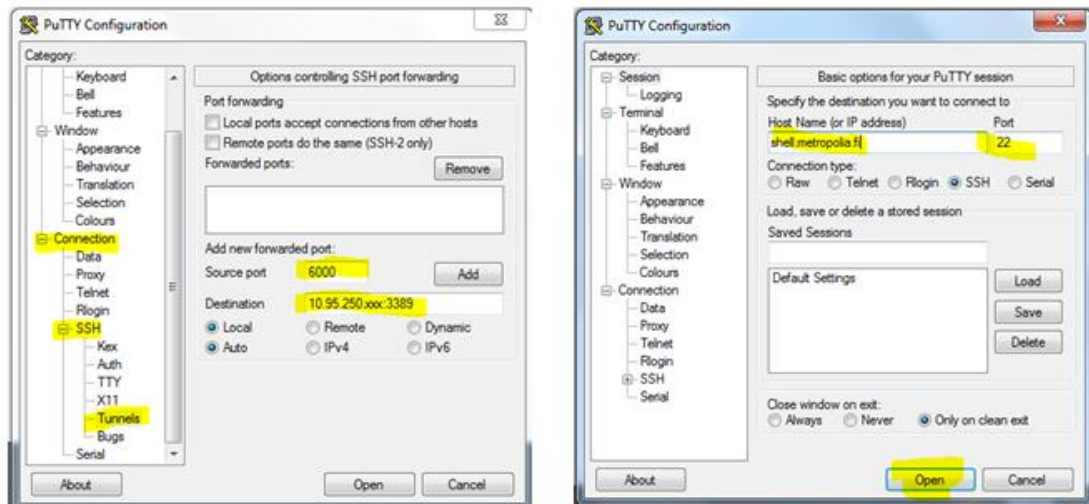 PuTTY Configuration
Category:
Keyboard
Bell
Features
Window
Appearance
Behaviour
Translation
Selection
Colours
Connection
Data
Proxy
Telnet
Rlogin
SSH
Kex
Auth
TTY
X11
Tunnels
Bugs
Serial
Options controlling SSH port forwarding
Port forwarding
Local ports accept connections from other hosts
Remote ports do the same (SSH-2 only)
Forwarded ports:
Remove
Add new forwarded port:
Source port 6000 Add
Destination 10.95.250.xxx:3389
Local Remote Dynamic
Auto IPv4 IPv6
About Open Cancel
PuTTY Configuration
Category:
Session
Logging
Terminal
Keyboard
Bell
Features
Window
Appearance
Behaviour
Translation
Selection
Colours
Connection
Data
Proxy
Telnet
Rlogin
SSH
Serial
Basic options for your PuTTY session
Specify the destination you want to connect to
Host Name (or IP address) Port
shell.metropolia.fi 22
Connection type:
Raw Telnet Rlogin SSH Serial
Load, save or delete a stored session
Saved Sessions
Default Settings
Load
Save
Delete
Close window on exit:
Always Never Only on clean exit
About Open Cancel